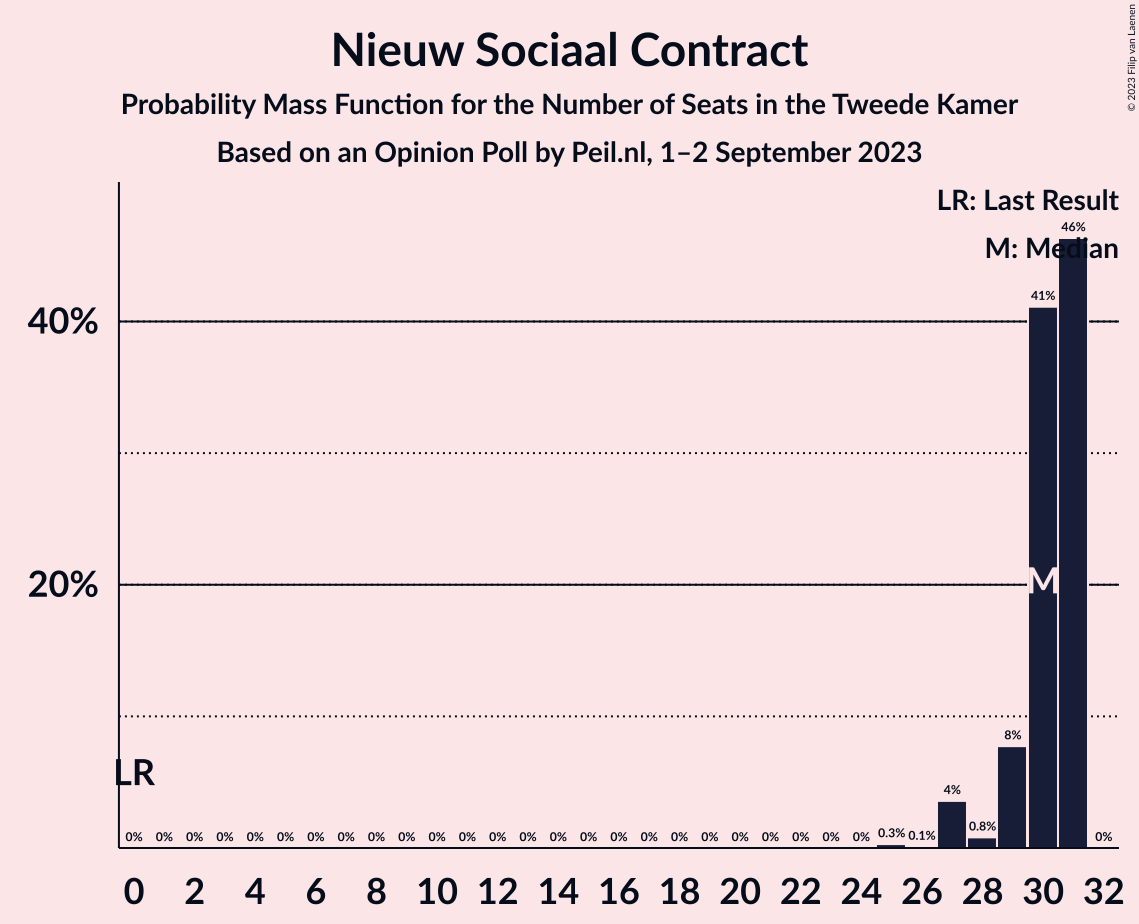 Nieuw Sociaal Contract
Probability Mass Function for the Number of Seats in the Tweede Kamer
Based on an Opinion Poll by Peil.nl, 1–2 September 2023
© 2023 Filip van Laenen
LR: Last Result
M: Median
46%
41%
40%
20%
M
8%
LR
4%
0% 0% 0% 0% 0% 0% 0% 0% 0% 0% 0% 0% 0% 0% 0% 0% 0% 0% 0% 0% 0% 0% 0% 0% 0% 0.3% 0.1% 0.8% 0%
0 2 4 6 8 10 12 14 16 18 20 22 24 26 28 30 32